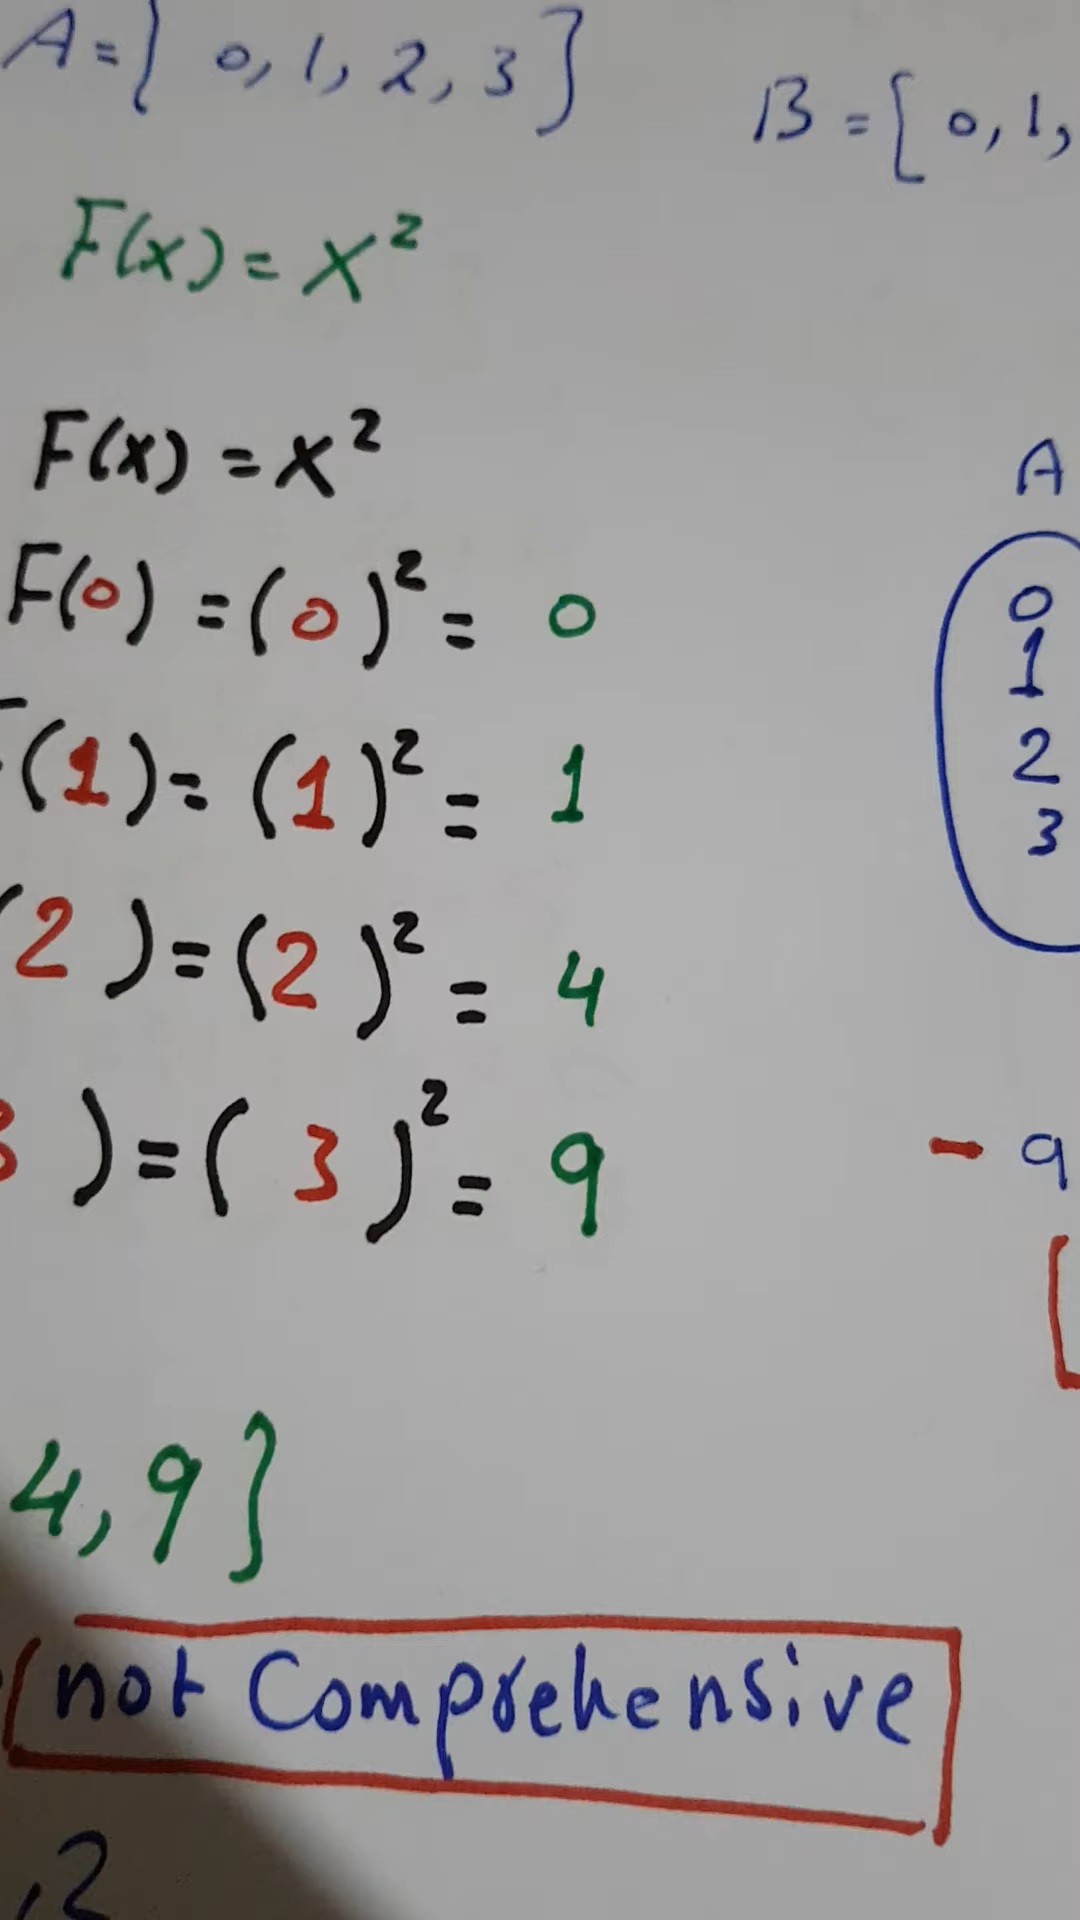 A={ 0, 1, 2, 3 }
B={ 0, 1,
F(x) = x²
F(x) = x²
F(0) = (0)² = 0
(1) = (1)² = 1
(2) = (2)² = 4
) = (3)² = 9
A
0
1
2
3
- 9
4, 9 }
not Comprehensive
, 2